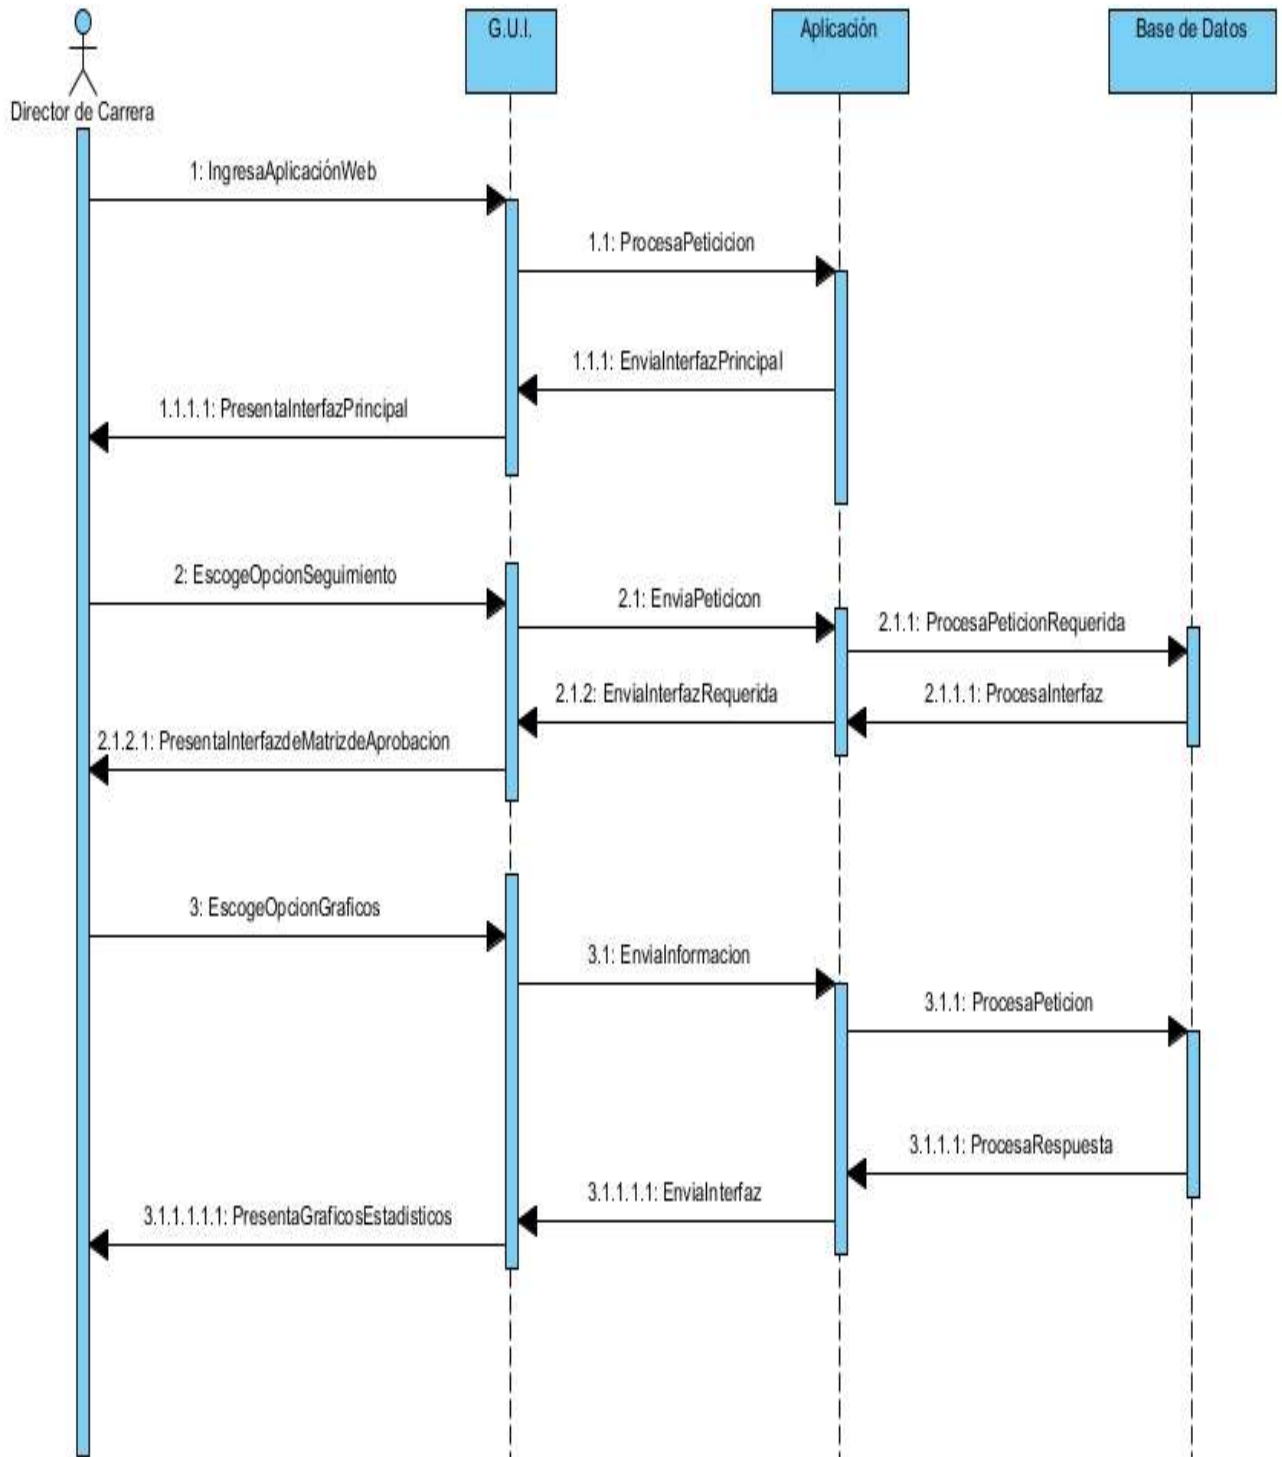 G.U.I.
Aplicación
Base de Datos
Director de Carrera
1: IngresaAplicaciónWeb
1.1: ProcesaPeticicion
1.1.1: EnviaInterfazPrincipal
1.1.1.1: PresentaInterfazPrincipal
2: EscogeOpcionSeguimiento
2.1: EnviaPeticicon
2.1.1: ProcesaPeticionRequerida
2.1.2: EnviaInterfazRequerida
2.1.1.1: ProcesaInterfaz
2.1.2.1: PresentaInterfazdeMatrizdeAprobacion
3: EscogeOpcionGraficos
3.1: EnviaInformacion
3.1.1: ProcesaPeticion
3.1.1.1: ProcesaRespuesta
3.1.1.1.1: EnviaInterfaz
3.1.1.1.1.1: PresentaGraficosEstadisticos